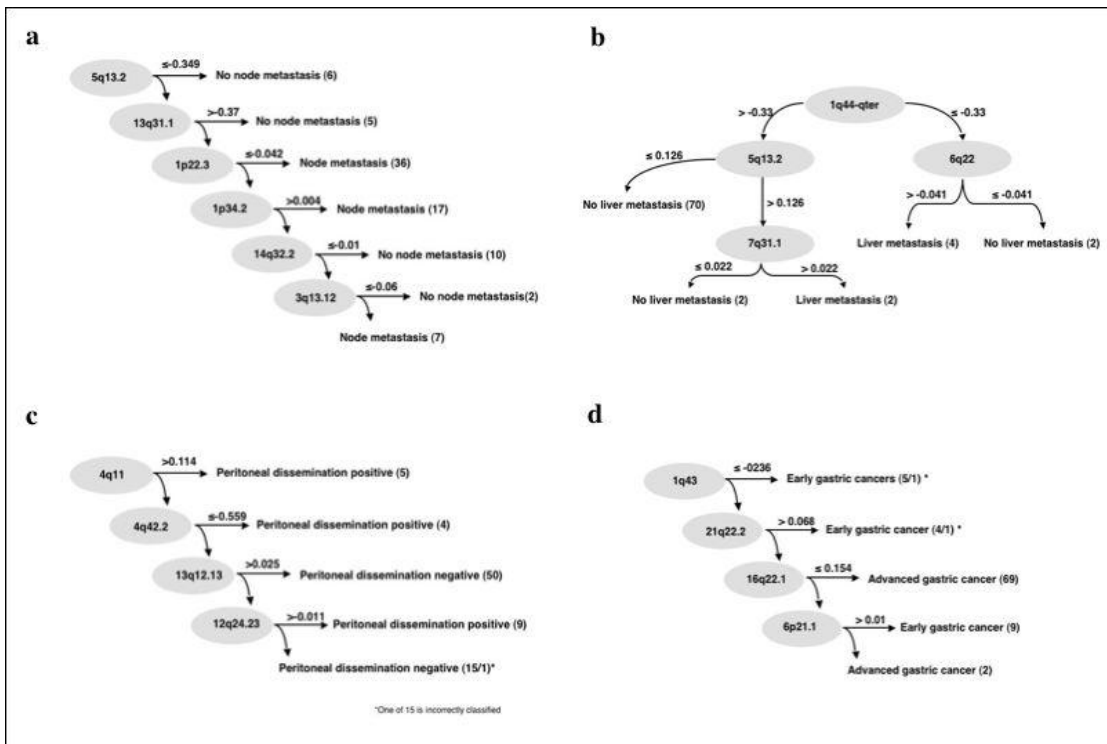 a
5q13.2
≤-0.349
No node metastasis (6)
13q31.1
>-0.37
No node metastasis (5)
1p22.3
≤-0.042
Node metastasis (36)
1p34.2
>0.004
Node metastasis (17)
14q32.2
≤-0.01
No node metastasis (10)
3q13.12
≤-0.06
No node metastasis(2)
Node metastasis (7)
b
1q44-qter
> -0.33
≤ -0.33
5q13.2
6q22
≤ 0.126
No liver metastasis (70)
> 0.126
> -0.041
≤ -0.041
Liver metastasis (4)
No liver metastasis (2)
7q31.1
≤ 0.022
> 0.022
No liver metastasis (2)
Liver metastasis (2)
c
4q11
>0.114
Peritoneal dissemination positive (5)
4q42.2
≤-0.559
Peritoneal dissemination positive (4)
13q12.13
>0.025
Peritoneal dissemination negative (50)
12q24.23
>-0.011
Peritoneal dissemination positive (9)
Peritoneal dissemination negative (15/1)*
*One of 15 is incorrectly classified
d
1q43
≤ -0236
Early gastric cancers (5/1) *
21q22.2
> 0.068
Early gastric cancer (4/1) *
16q22.1
≤ 0.154
Advanced gastric cancer (69)
6p21.1
> 0.01
Early gastric cancer (9)
Advanced gastric cancer (2)